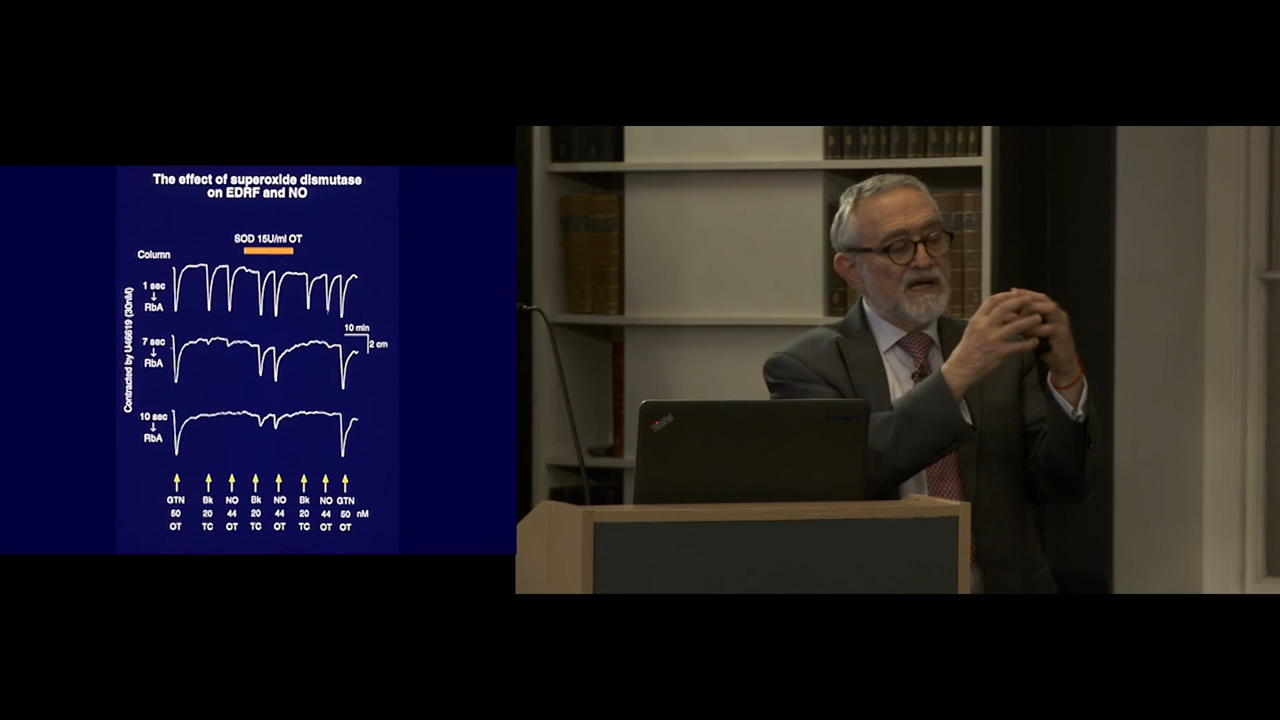 The effect of superoxide dismutase
on EDRF and NO
SOD 15U/ml OT
Column
1 sec
↓
RbA
10 min
2 cm
7 sec
↓
RbA
Contracted by U46619 (30nM)
10 sec
↓
RbA
GTN Bk NO Bk NO Bk NO GTN
50 20 44 20 44 20 44 50 nM
OT TC OT TC OT TC OT OT
ThinkPad